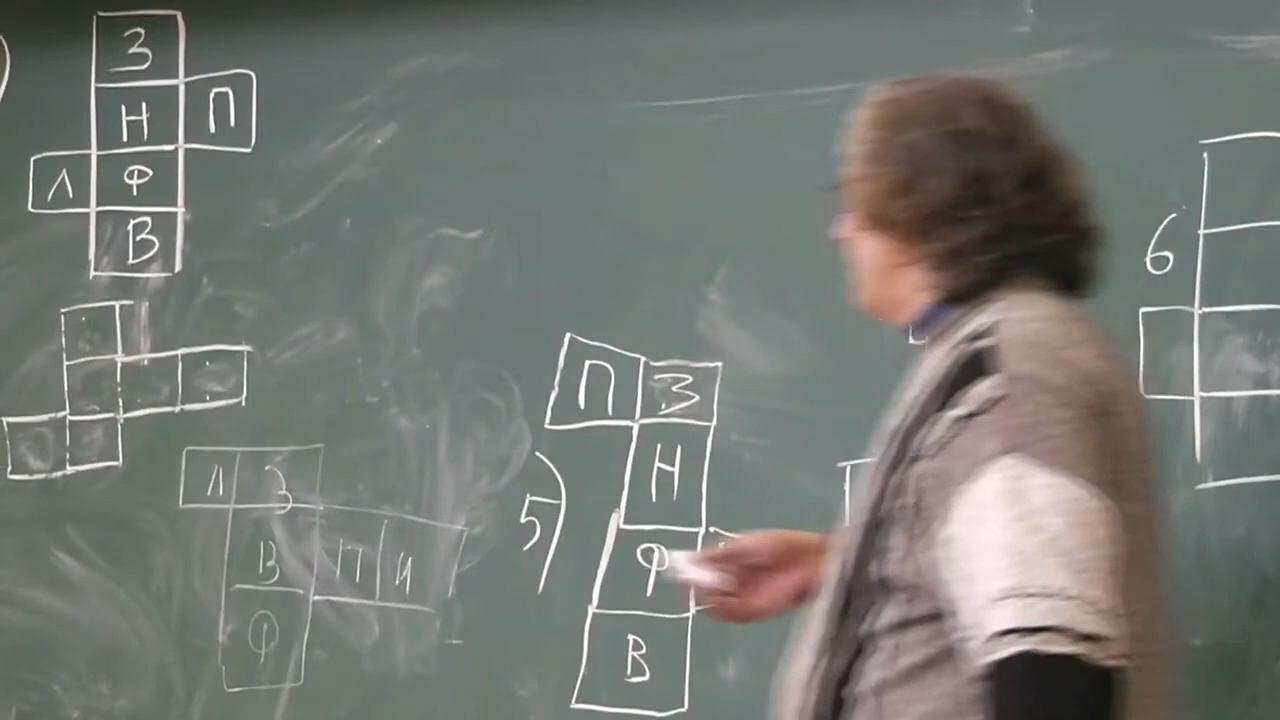 )
З
Н П
Л Ф
В
Л З
В П Н
Ф
5)
П З
Н
Ф
В
6